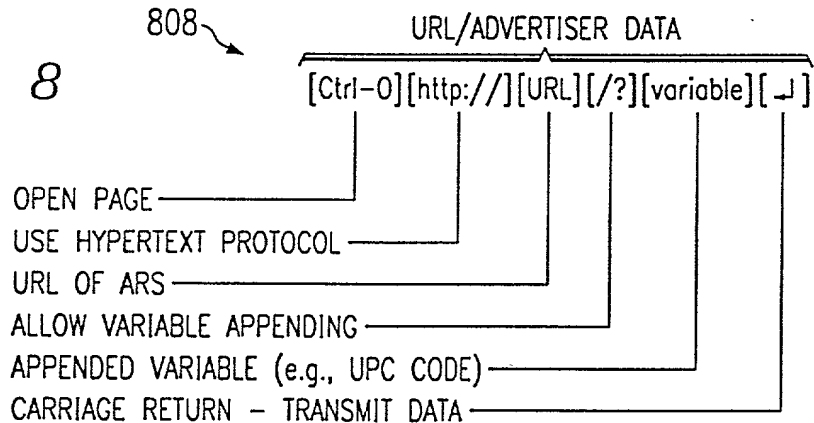 808
URL/ADVERTISER DATA
8
[Ctrl-O][http://][URL][/?][variable][↵]
OPEN PAGE
USE HYPERTEXT PROTOCOL
URL OF ARS
ALLOW VARIABLE APPENDING
APPENDED VARIABLE (e.g., UPC CODE)
CARRIAGE RETURN – TRANSMIT DATA